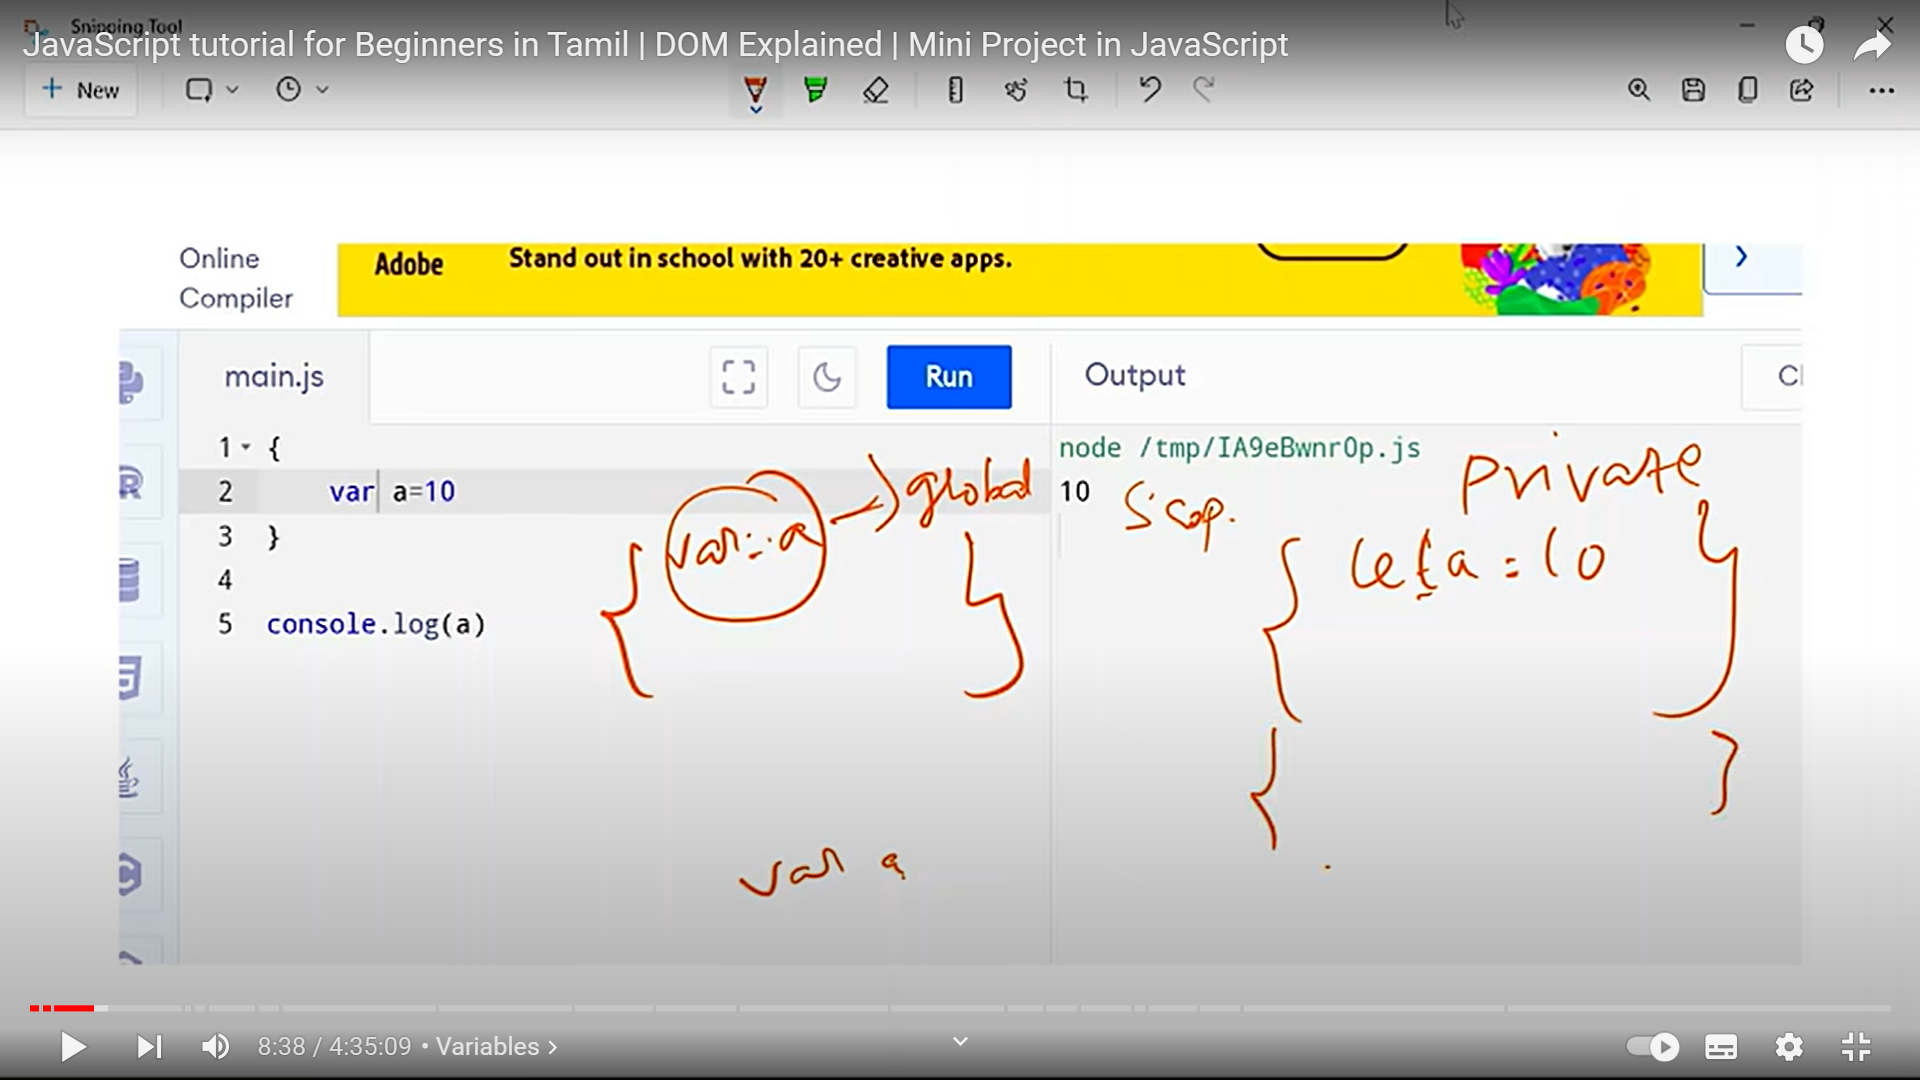 Snipping Tool
JavaScript tutorial for Beginners in Tamil | DOM Explained | Mini Project in JavaScript
New
Online
Compiler
Adobe
Stand out in school with 20+ creative apps.
main.js
Run
Output
1 {
2 var a=10
3 }
4
5 console.log(a)
node /tmp/IA9eBwnrOp.js
10
private
global
Scop.
var = a
let a = 10
var a
8:38 / 4:35:09 • Variables >